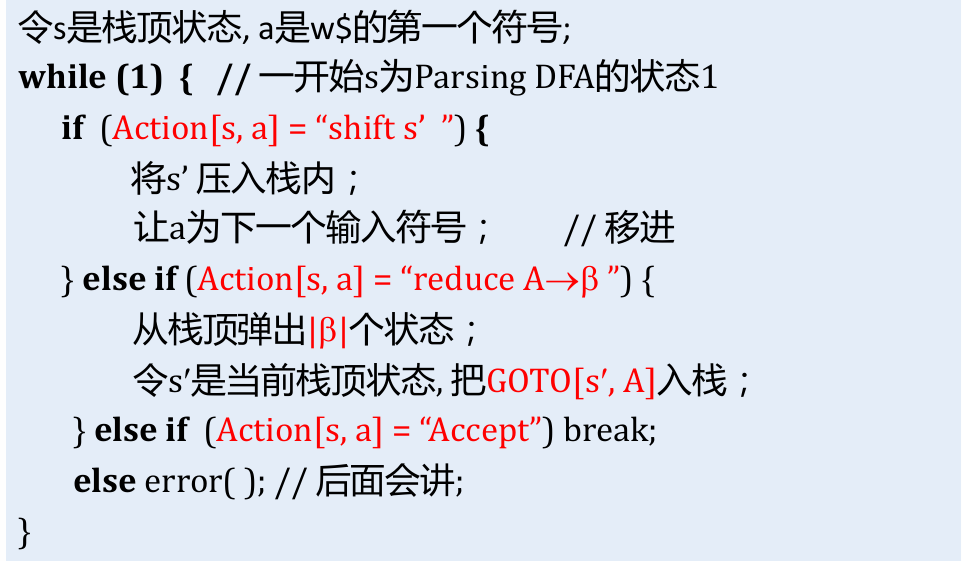 令s是栈顶状态, a是w$的第一个符号;
while (1) { // 一开始s为Parsing DFA的状态1
if (Action[s, a] = “shift s’ ”) {
将s’ 压入栈内；
让a为下一个输入符号； // 移进
} else if (Action[s, a] = “reduce A→β ”) {
从栈顶弹出|β|个状态；
令s′是当前栈顶状态, 把GOTO[s′, A]入栈；
} else if (Action[s, a] = “Accept”) break;
else error( ); // 后面会讲;
}